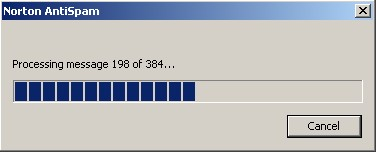 Norton AntiSpam
Processing message 198 of 384...
Cancel